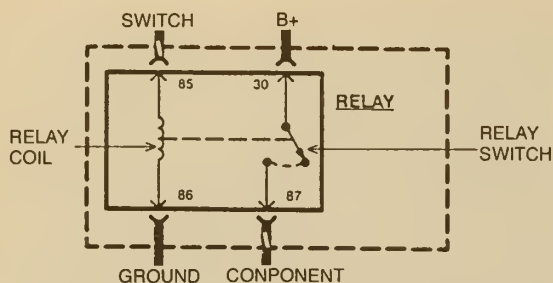 SWITCH
B+
85
30
RELAY
RELAY
COIL
RELAY
SWITCH
86
87
GROUND
CONPONENT